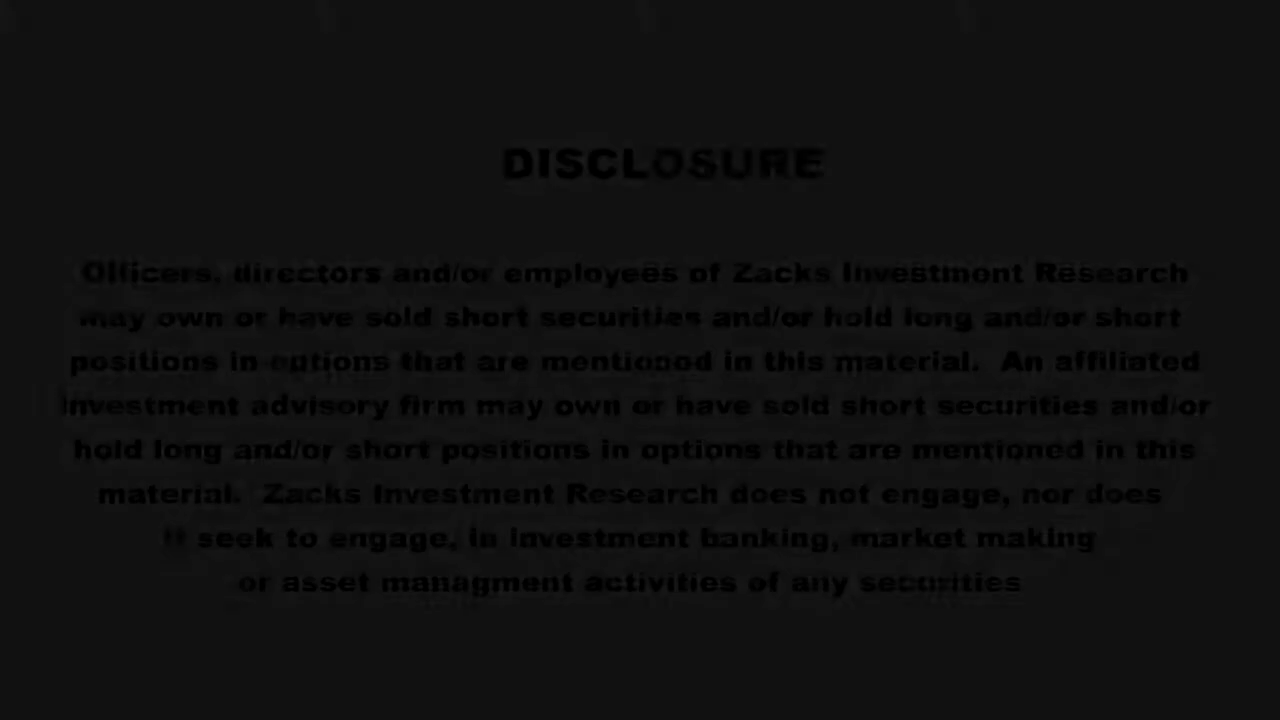 DISCLOSURE
Officers, directors and/or employees of Zacks Investment Research
may own or have sold short securities and/or hold long and/or short
positions in options that are mentioned in this material. An affiliated
investment advisory firm may own or have sold short securities and/or
hold long and/or short positions in options that are mentioned in this
material. Zacks Investment Research does not engage, nor does
it seek to engage, in investment banking, market making
or asset managment activities of any securities